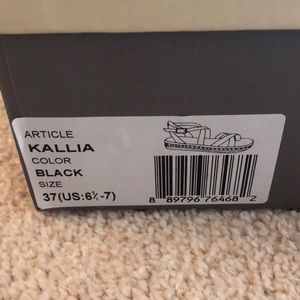 ARTICLE
KALLIA
COLOR
BLACK
SIZE
37(US:6½-7)
8 89796 76468 2